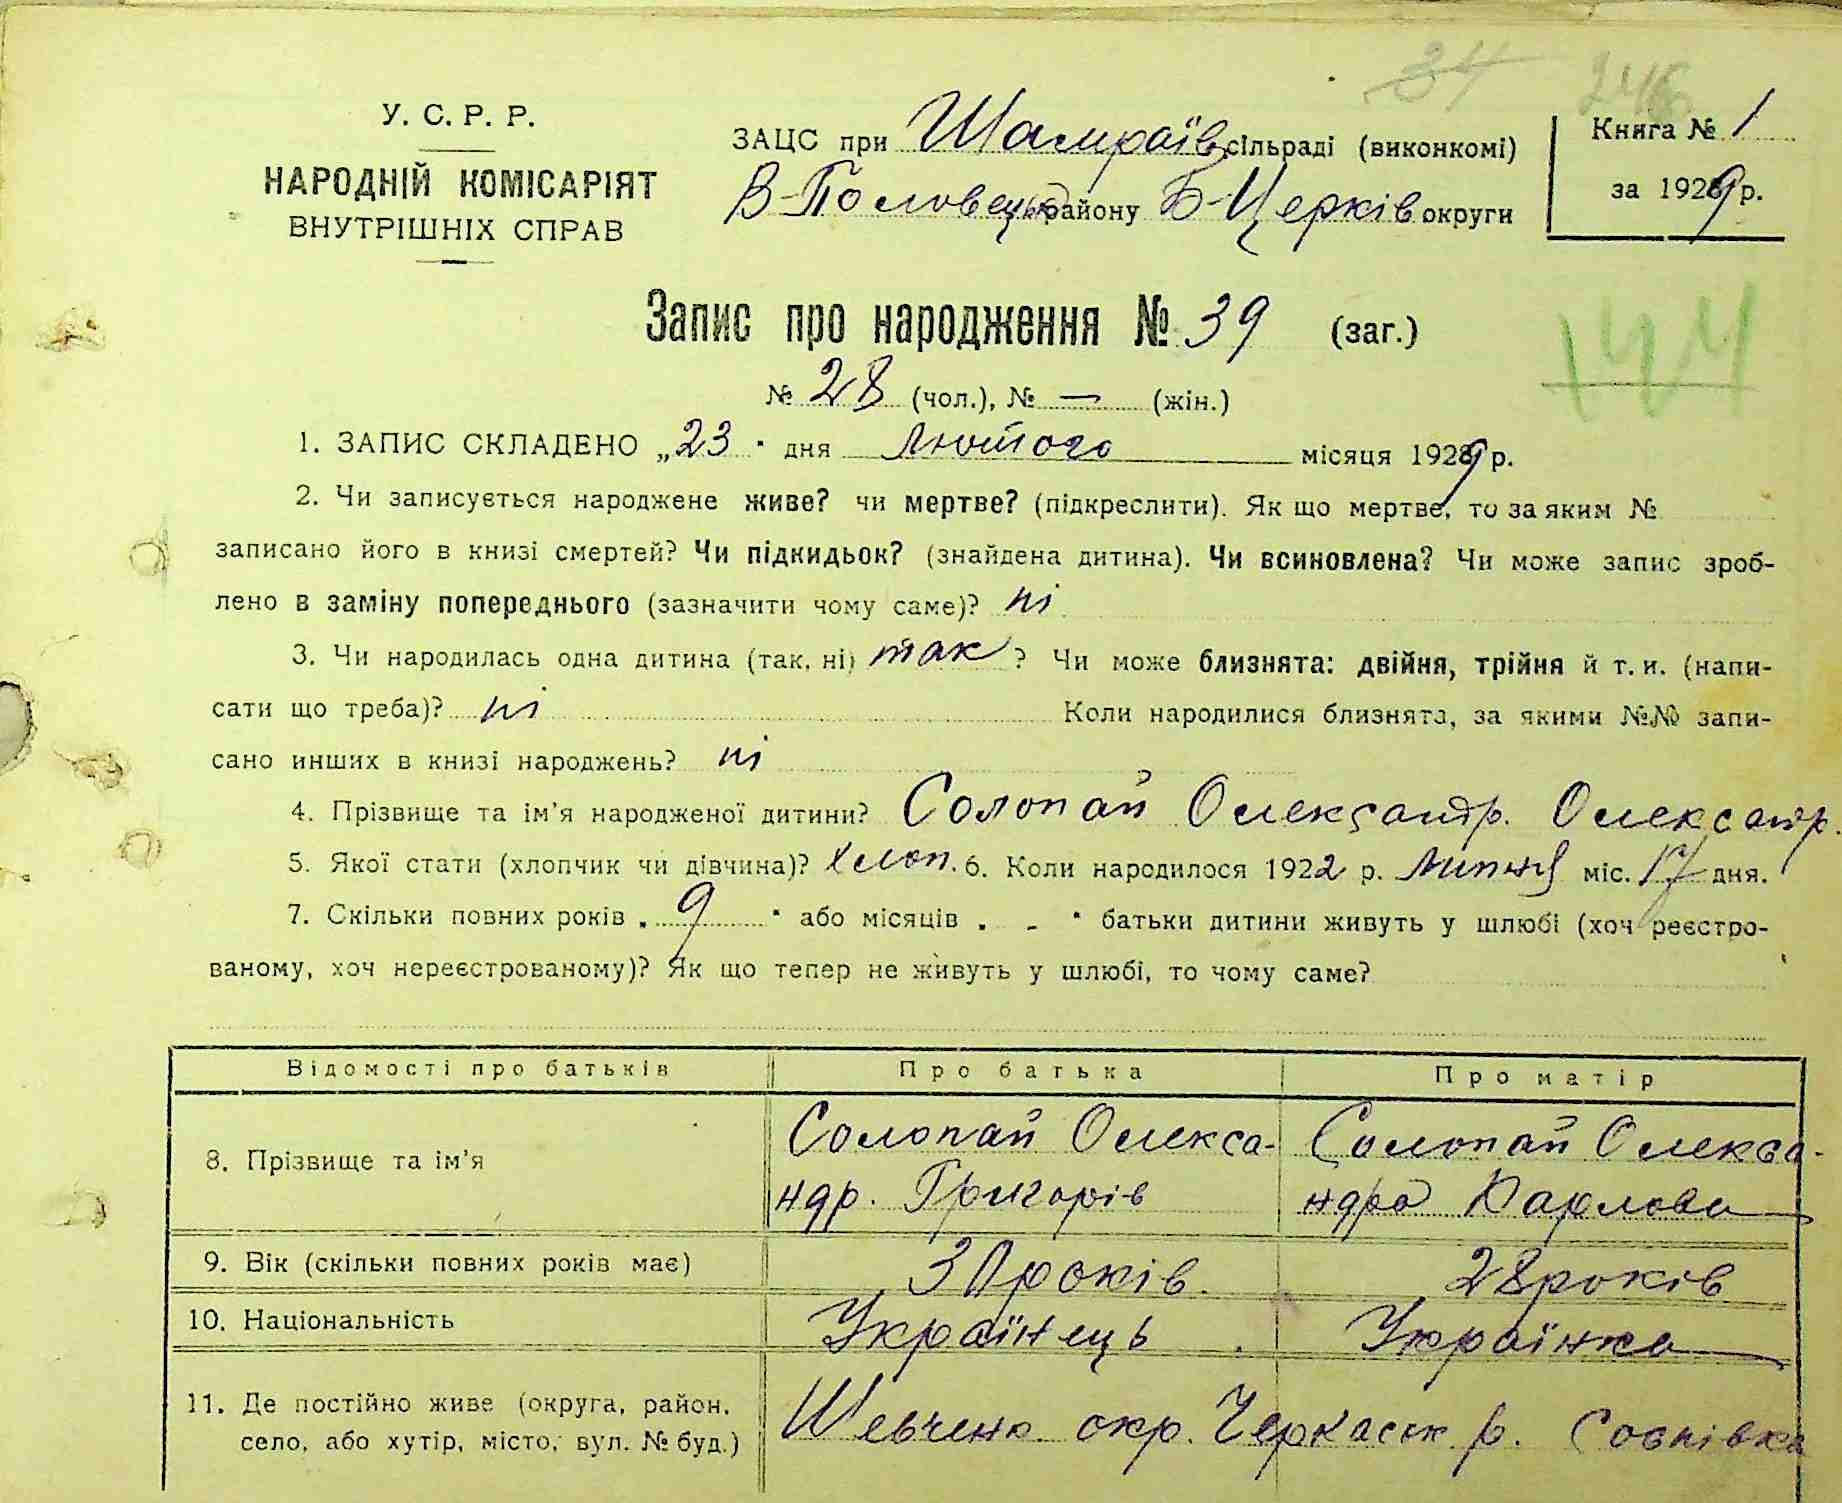 34 246
У. С. Р. Р.
НАРОДНІЙ КОМІСАРІЯТ
ВНУТРІШНІХ СПРАВ
ЗАЦС при Шамраїв сільраді (виконкомі)
В-Половецьк району Б-Церків округи
Книга № 1
за 1929 р.
Запис про народження № 39 (заг.)
№ 28 (чол.), № — (жін.)
144
1. ЗАПИС СКЛАДЕНО „23" дня лютого місяця 1929 р.
2. Чи записується народжене живе? чи мертве? (підкреслити). Як що мертве, то за яким №
записано його в книзі смертей? Чи підкидьок? (знайдена дитина). Чи всиновлена? Чи може запис зроб-
лено в заміну попереднього (зазначити чому саме)? ні
3. Чи народилась одна дитина (так, ні) так? Чи може близнята: двійня, трійня й т. и. (напи-
сати що треба)? ні Коли народилися близнята, за якими №№ запи-
сано инших в книзі народжень? ні
4. Прізвище та ім'я народженої дитини? Солопай Олександр. Олександр.
5. Якої стати (хлопчик чи дівчина)? хлоп. 6. Коли народилося 1922 р. липня міс. 17 дня.
7. Скільки повних років „9" або місяців „-" батьки дитини живуть у шлюбі (хоч реєстро-
ваному, хоч нереєстрованому)? Як що тепер не живуть у шлюбі, то чому саме?
Відомості про батьків Про батька Про матір
8. Прізвище та ім'я Солопай Олекса-ндр. Григорів Солопай Олекса-ндра Карлова
9. Вік (скільки повних років має) 30 років. 28 років
10. Національність Українець. Українка
11. Де постійно живе (округа, район, село, або хутір, місто, вул. № буд.) Шевченк. окр. Черкаськ р. Соснівка